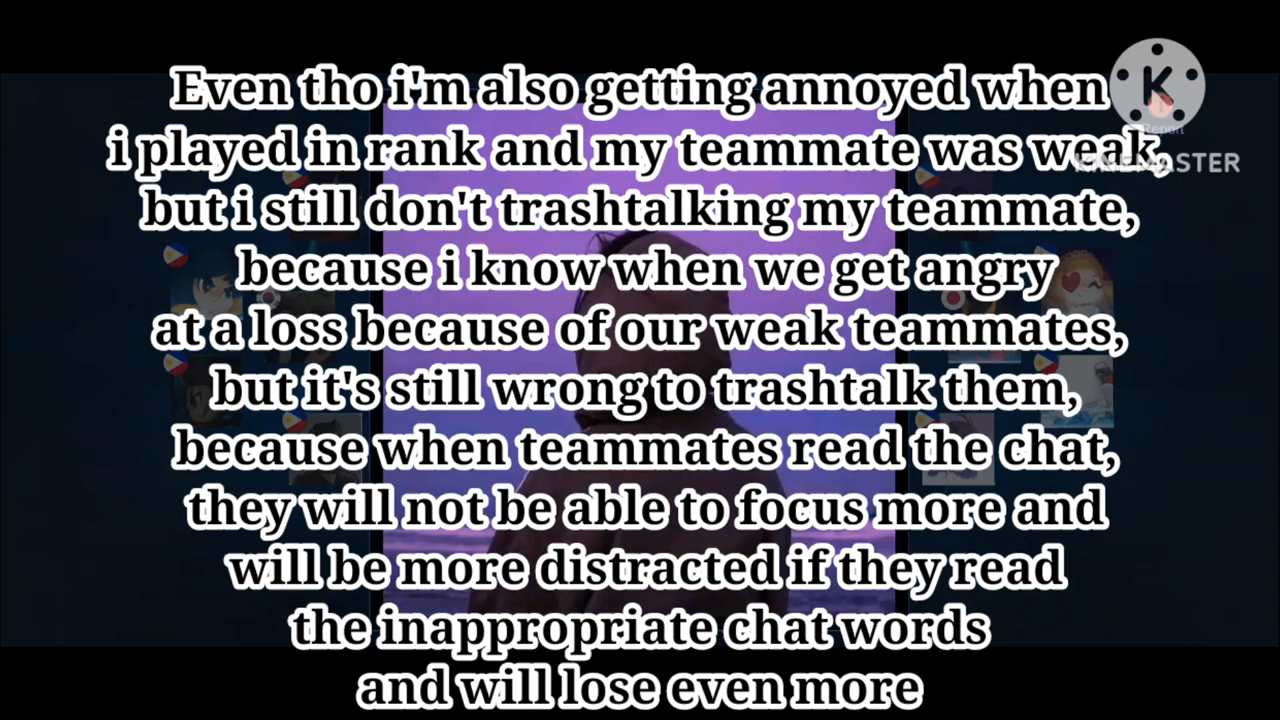 Even tho i'm also getting annoyed when
i played in rank and my teammate was weak,
but i still don't trashtalking my teammate,
because i know when we get angry
at a loss because of our weak teammates,
but it's still wrong to trashtalk them,
because when teammates read the chat,
they will not be able to focus more and
will be more distracted if they read
the inappropriate chat words
and will lose even more
K
Report
KINEMASTER